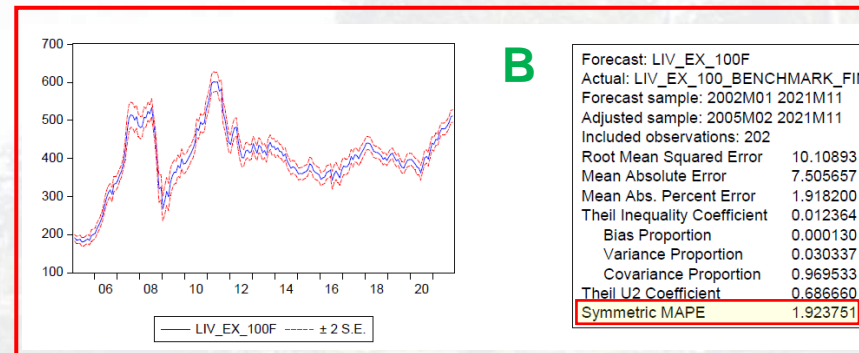 700
600
500
400
300
200
100
06 08 10 12 14 16 18 20
LIV_EX_100F ± 2 S.E.
B
Forecast: LIV_EX_100F
Actual: LIV_EX_100_BENCHMARK_FI
Forecast sample: 2002M01 2021M11
Adjusted sample: 2005M02 2021M11
Included observations: 202
Root Mean Squared Error 10.10893
Mean Absolute Error 7.505657
Mean Abs. Percent Error 1.918200
Theil Inequality Coefficient 0.012364
Bias Proportion 0.000130
Variance Proportion 0.030337
Covariance Proportion 0.969533
Theil U2 Coefficient 0.686660
Symmetric MAPE 1.923751